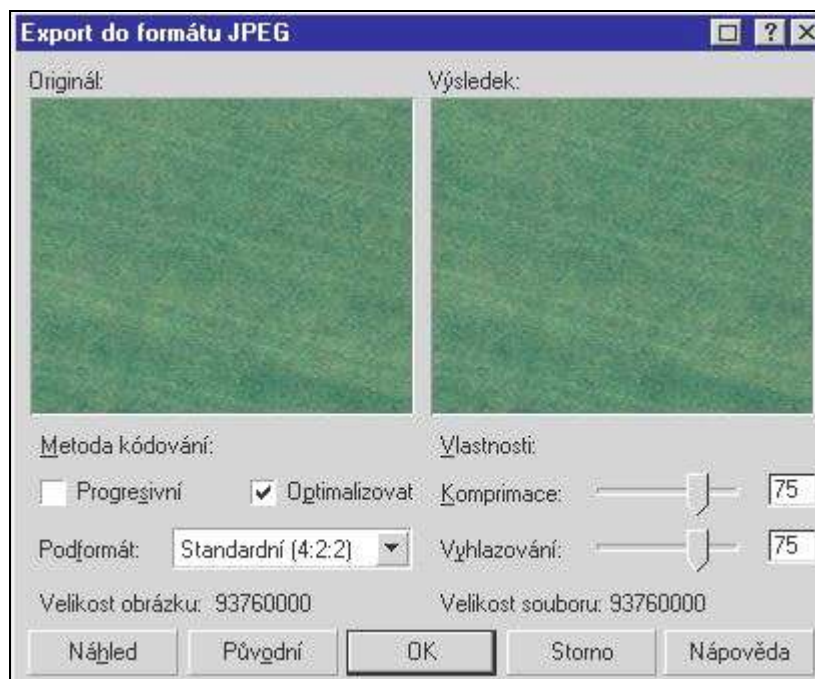 Export do formátu JPEG
Originál:
Výsledek:
Metoda kódování:
Vlastnosti:
Progresivní
Optimalizovat
Komprimace:
75
Podformát:
Standardní (4:2:2)
Vyhlazování:
75
Velikost obrázku: 93760000
Velikost souboru: 93760000
Náhled
Původní
OK
Storno
Nápověda